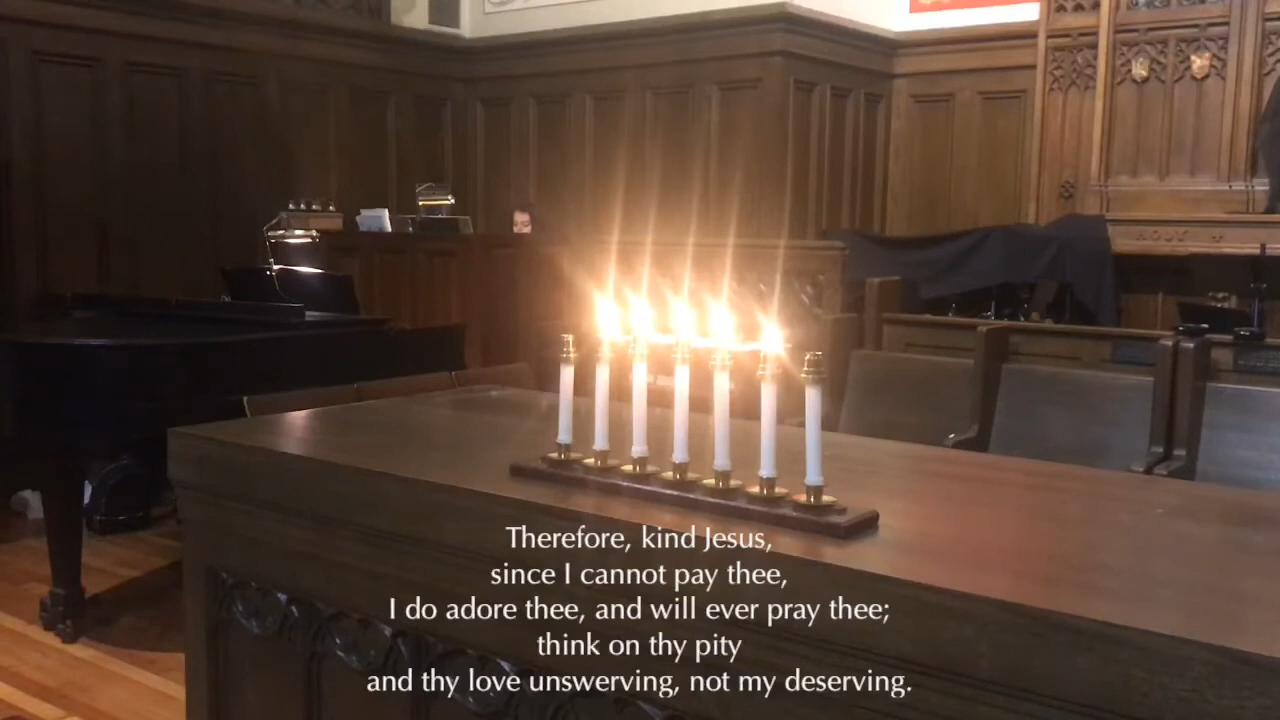 Therefore, kind Jesus,
since I cannot pay thee,
I do adore thee, and will ever pray thee;
think on thy pity
and thy love unswerving, not my deserving.